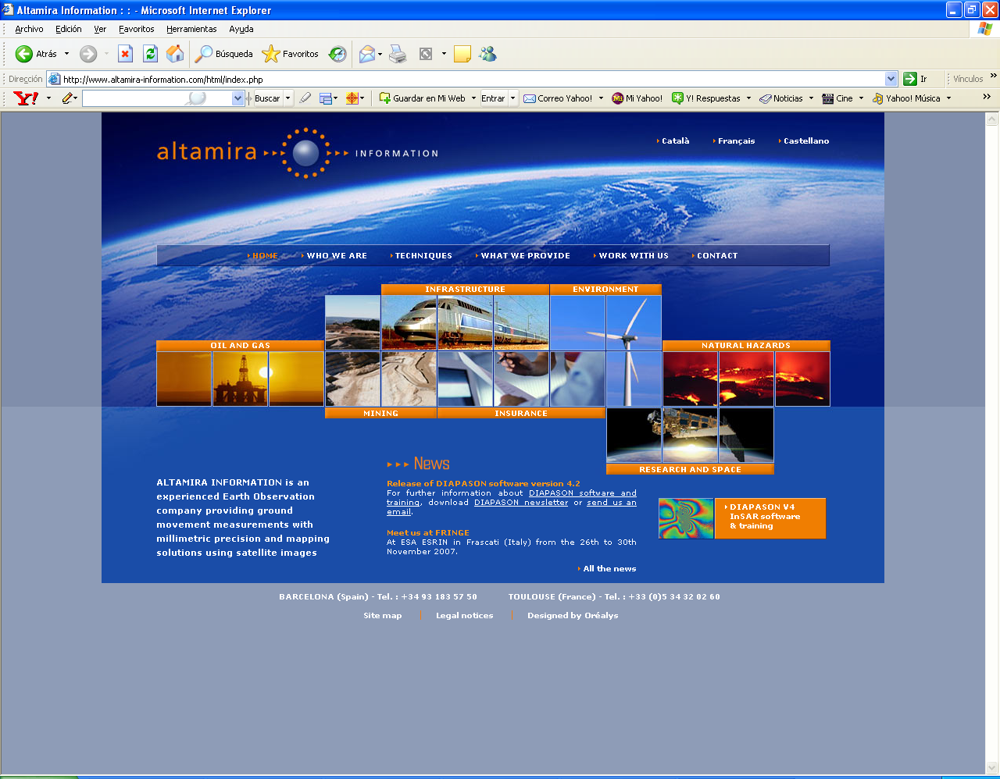 Altamira Information : : - Microsoft Internet Explorer
Archivo Edición Ver Favoritos Herramientas Ayuda
Atrás Búsqueda Favoritos
Dirección http://www.altamira-information.com/html/index.php Ir Vínculos »
Y! Buscar Guardar en Mi Web Entrar Correo Yahoo! Mi Yahoo! Y! Respuestas Noticias Cine Yahoo! Música »
altamira INFORMATION
Català Français Castellano
HOME WHO WE ARE TECHNIQUES WHAT WE PROVIDE WORK WITH US CONTACT
INFRASTRUCTURE ENVIRONMENT
OIL AND GAS NATURAL HAZARDS
MINING INSURANCE
RESEARCH AND SPACE
ALTAMIRA INFORMATION is an
experienced Earth Observation
company providing ground
movement measurements with
millimetric precision and mapping
solutions using satellite images
News
Release of DIAPASON software version 4.2
For further information about DIAPASON software and
training, download DIAPASON newsletter or send us an
email.
Meet us at FRINGE
At ESA ESRIN in Frascati (Italy) from the 26th to 30th
November 2007.
All the news
DIAPASON V4
InSAR software
& training
BARCELONA (Spain) - Tel. : +34 93 183 57 50 TOULOUSE (France) - Tel. : +33 (0)5 34 32 02 60
Site map Legal notices Designed by Oréalys